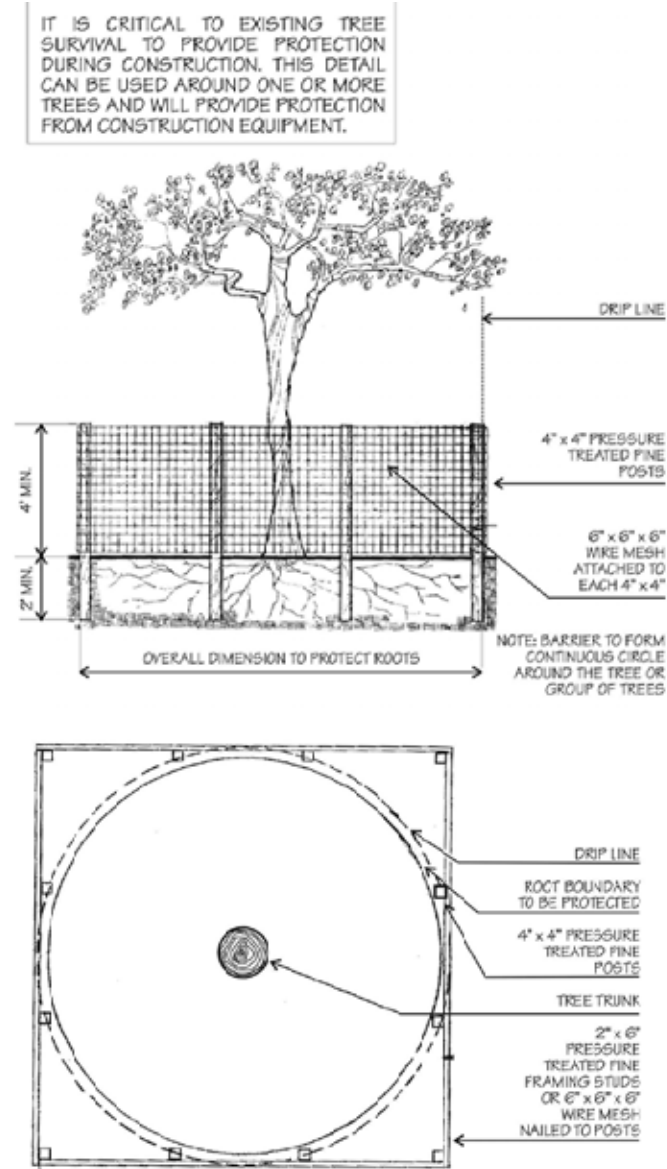 IT IS CRITICAL TO EXISTING TREE
SURVIVAL TO PROVIDE PROTECTION
DURING CONSTRUCTION. THIS DETAIL
CAN BE USED AROUND ONE OR MORE
TREES AND WILL PROVIDE PROTECTION
FROM CONSTRUCTION EQUIPMENT.
DRIP LINE
4" x 4" PRESSURE
TREATED PINE
POSTS
4' MIN.
6" x 6" x 6"
WIRE MESH
ATTACHED TO
EACH 4" x 4"
2' MIN.
NOTE: BARRIER TO FORM
CONTINUOUS CIRCLE
AROUND THE TREE OR
GROUP OF TREES
OVERALL DIMENSION TO PROTECT ROOTS
DRIP LINE
ROCT BOUNDARY
TO BE PROTECTED
4" x 4" PRESSURE
TREATED PINE
POSTS
TREE TRUNK
2" x 6"
PRESSURE
TREATED PINE
FRAMING STUDS
OR 6" x 6" x 6"
WIRE MESH
NAILED TO POSTS